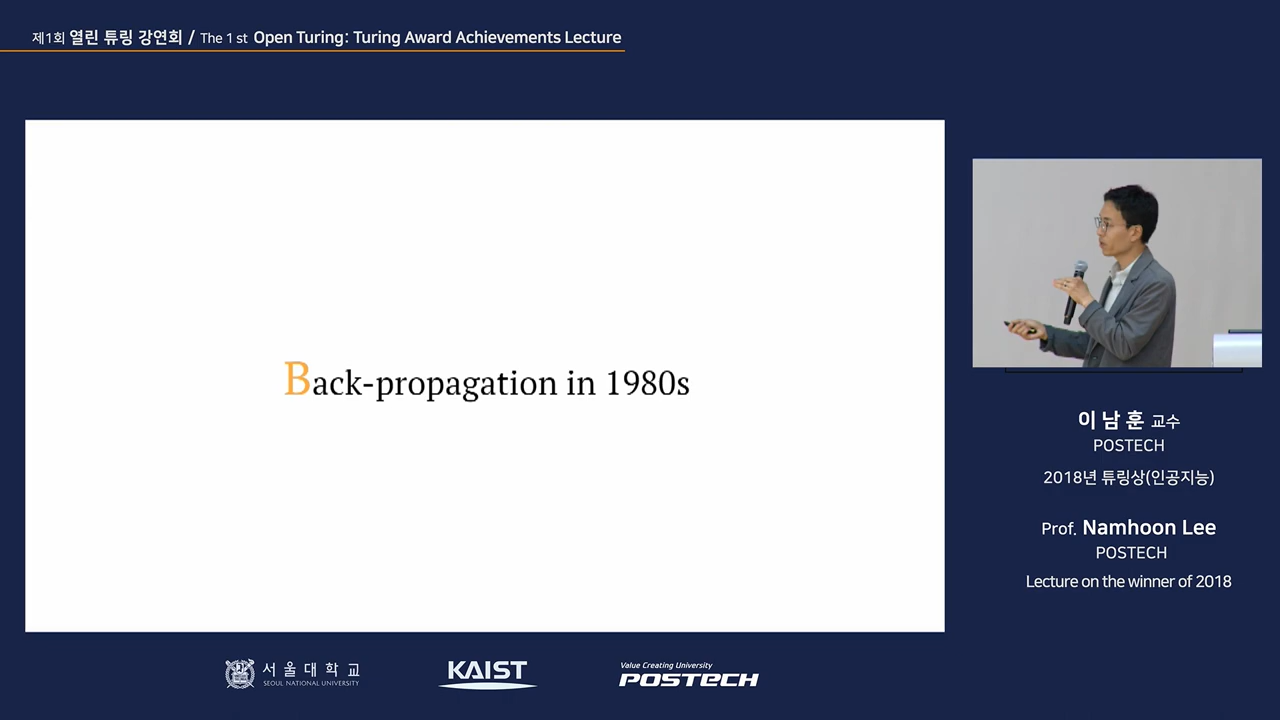 제1회 열린 튜링 강연회 / The 1 st Open Turing: Turing Award Achievements Lecture
Back-propagation in 1980s
이 남 훈 교수
POSTECH
2018년 튜링상(인공지능)
Prof. Namhoon Lee
POSTECH
Lecture on the winner of 2018
서울대학교
SEOUL NATIONAL UNIVERSITY
KAIST
Value Creating University
POSTECH